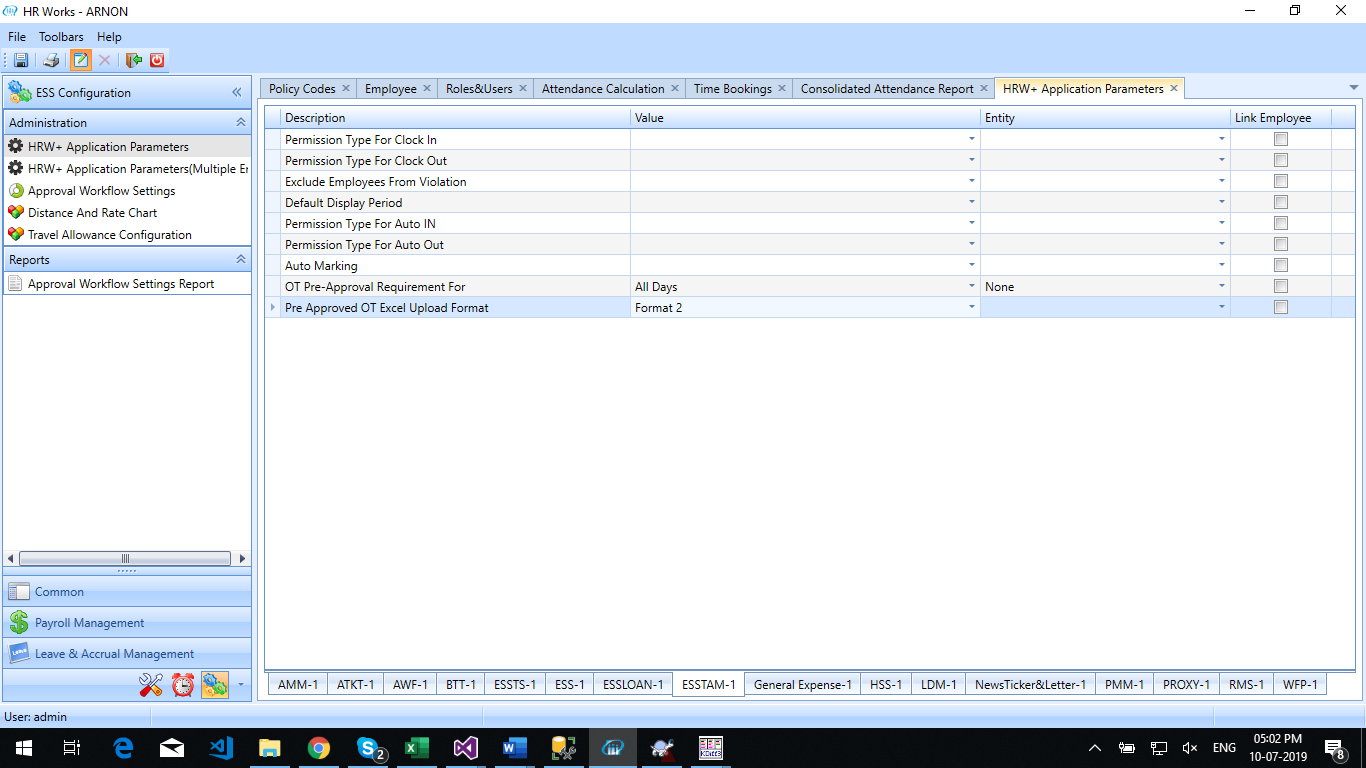 HR Works - ARNON
File Toolbars Help
ESS Configuration
Administration
HRW+ Application Parameters
HRW+ Application Parameters(Multiple Er
Approval Workflow Settings
Distance And Rate Chart
Travel Allowance Configuration
Reports
Approval Workflow Settings Report
Common
Payroll Management
Leave & Accrual Management
Policy Codes Employee Roles&Users Attendance Calculation Time Bookings Consolidated Attendance Report HRW+ Application Parameters
Description Value Entity Link Employee
Permission Type For Clock In
Permission Type For Clock Out
Exclude Employees From Violation
Default Display Period
Permission Type For Auto IN
Permission Type For Auto Out
Auto Marking
OT Pre-Approval Requirement For All Days None
Pre Approved OT Excel Upload Format Format 2
AMM-1 ATKT-1 AWF-1 BTT-1 ESSTS-1 ESS-1 ESSLOAN-1 ESSTAM-1 General Expense-1 HSS-1 LDM-1 NewsTicker&Letter-1 PMM-1 PROXY-1 RMS-1 WFP-1
User: admin
2
ENG
05:02 PM
10-07-2019
8